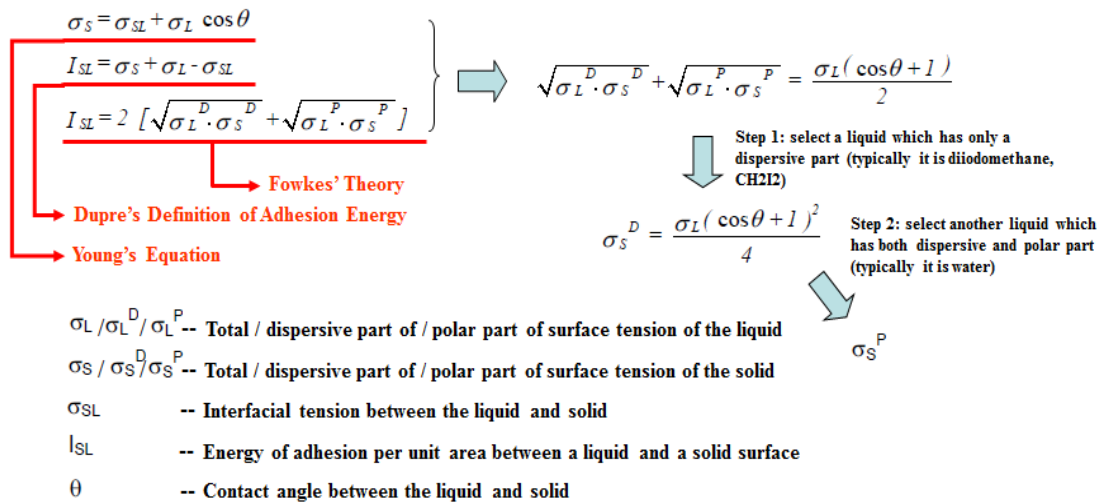 σS = σSL + σL cosθ
ISL = σS + σL - σSL
ISL = 2 [√(σL^D · σS^D) + √(σL^P · σS^P)]
√(σL^D · σS^D) + √(σL^P · σS^P) = σL(cosθ + 1) / 2
Fowkes' Theory
Dupre's Definition of Adhesion Energy
Young's Equation
Step 1: select a liquid which has only a
dispersive part (typically it is diiodomethane,
CH2I2)
σS^D = σL(cosθ + 1)^2 / 4
Step 2: select another liquid which
has both dispersive and polar part
(typically it is water)
σS^P
σL /σL^D/ σL^P -- Total / dispersive part of / polar part of surface tension of the liquid
σS / σS^D/σS^P -- Total / dispersive part of / polar part of surface tension of the solid
σSL -- Interfacial tension between the liquid and solid
ISL -- Energy of adhesion per unit area between a liquid and a solid surface
θ -- Contact angle between the liquid and solid